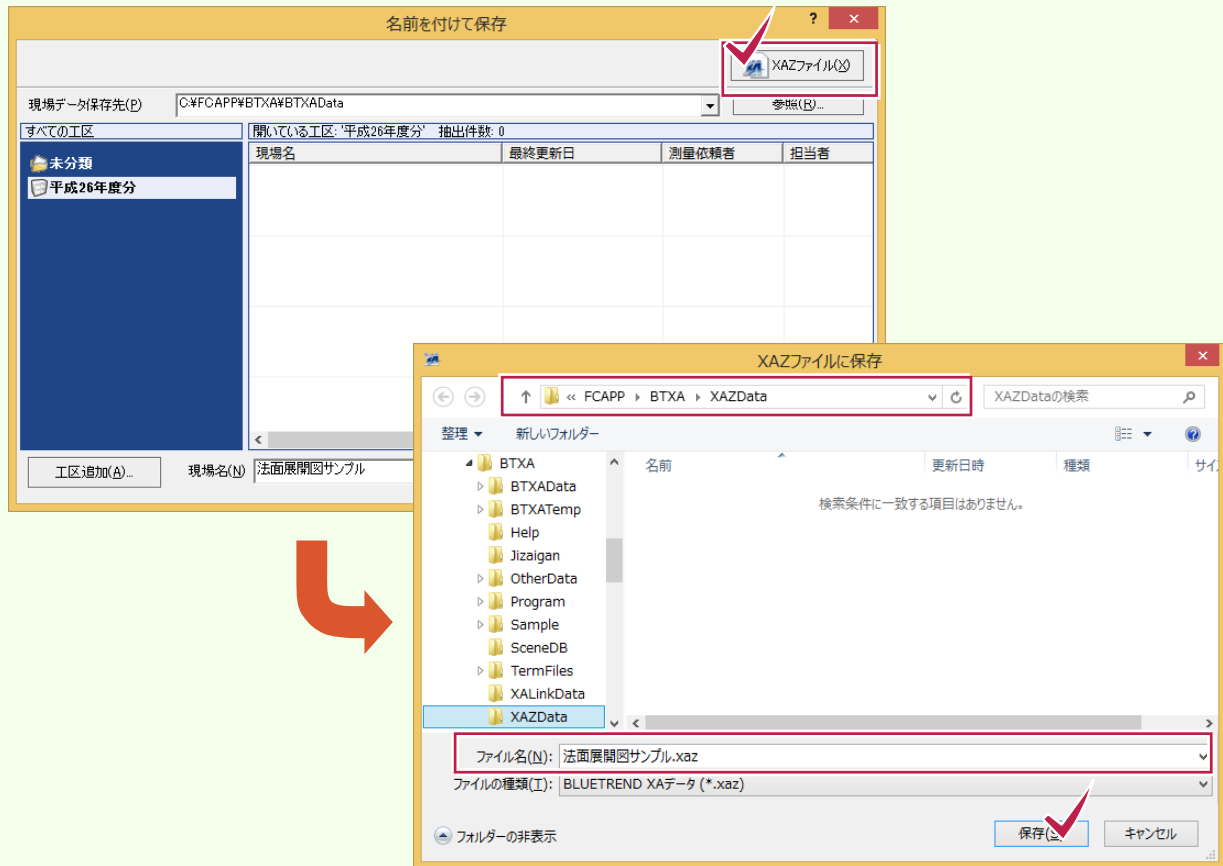 名前を付けて保存
?
XAZファイル(X)
現場データ保存先(P)
C:¥FCAPP¥BTXA¥BTXAData
参照(R)...
すべての工区
開いている工区: '平成26年度分' 抽出件数: 0
未分類
平成26年度分
現場名 最終更新日 測量依頼者 担当者
工区追加(A)...
現場名(N)
法面展開図サンプル
XAZファイルに保存
« FCAPP BTXA XAZData
XAZDataの検索
整理
新しいフォルダー
BTXA
BTXAData
BTXATemp
Help
Jizaigan
OtherData
Program
Sample
SceneDB
TermFiles
XALinkData
XAZData
名前 更新日時 種類
検索条件に一致する項目はありません。
ファイル名(N): 法面展開図サンプル.xaz
ファイルの種類(T): BLUETREND XAデータ (*.xaz)
フォルダーの非表示
保存(
キャンセル